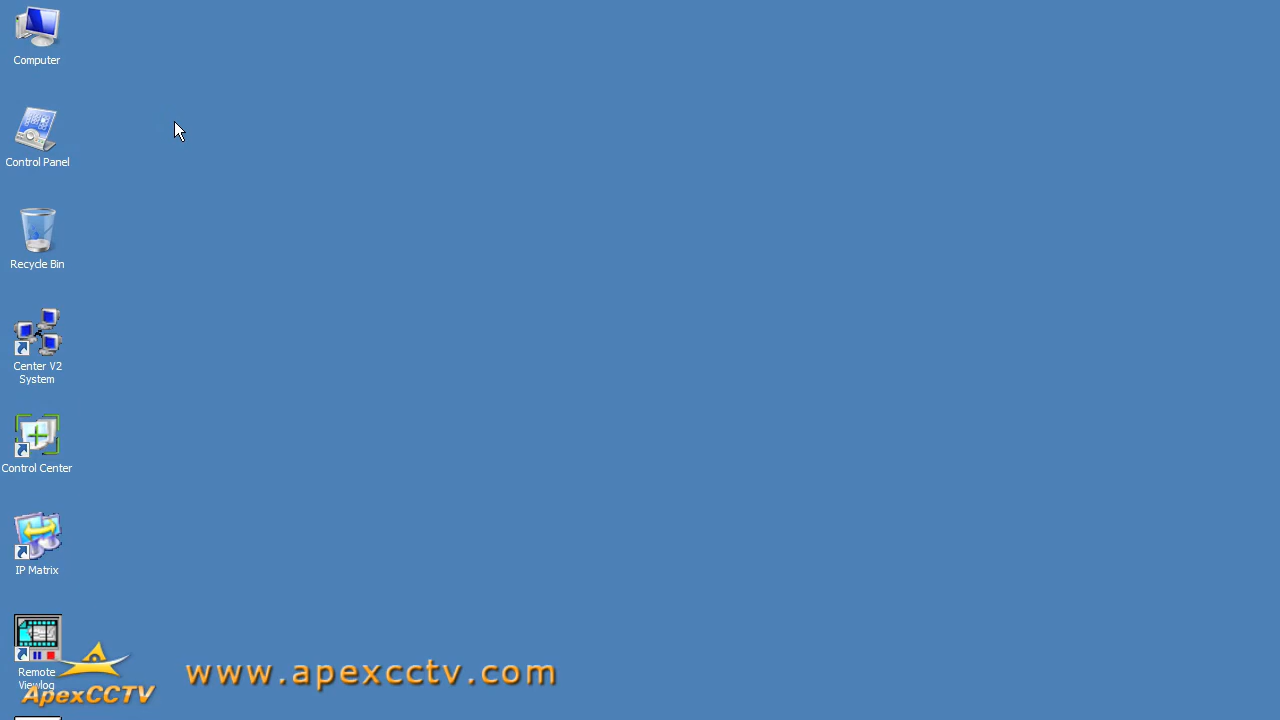 Computer
Control Panel
Recycle Bin
Center V2
System
Control Center
IP Matrix
Remote
Viewlog
ApexCCTV
www.apexcctv.com